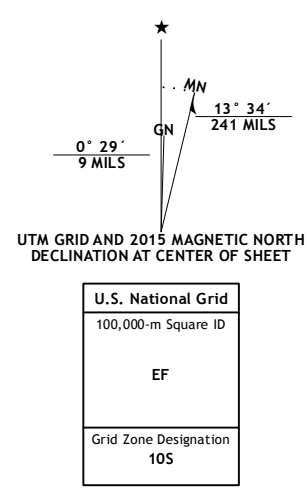 ★
MN
GN
13° 34´
241 MILS
0° 29´
9 MILS
UTM GRID AND 2015 MAGNETIC NORTH
DECLINATION AT CENTER OF SHEET
U.S. National Grid
100,000-m Square ID
EF
Grid Zone Designation
10S